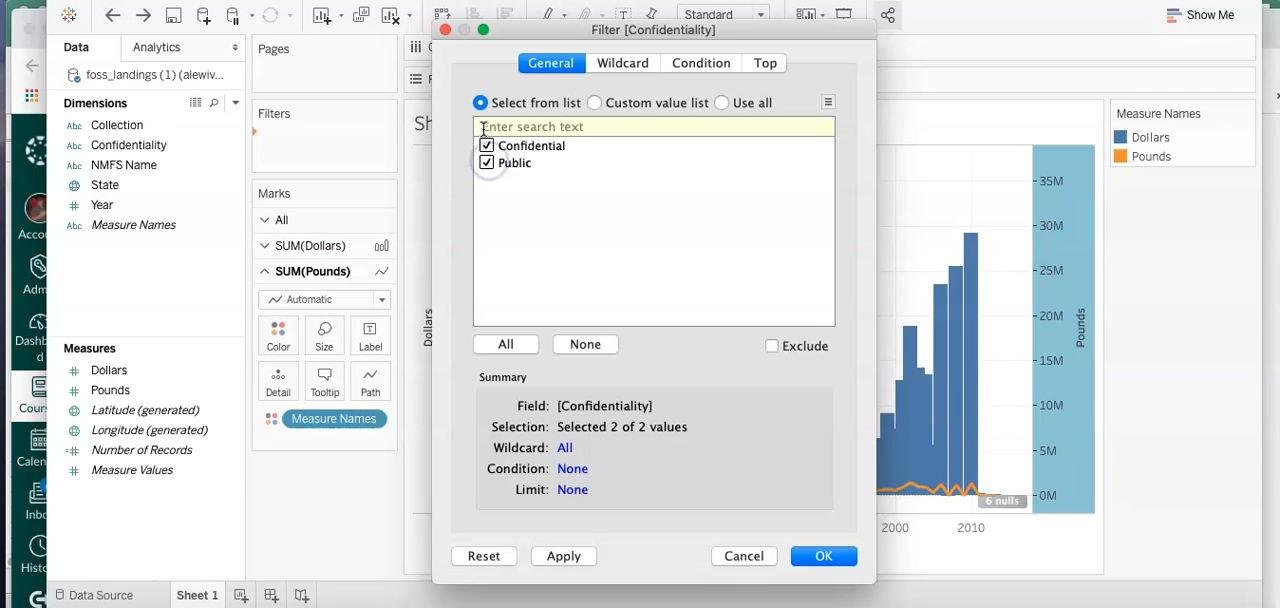 Standard
Show Me
Filter [Confidentiality]
Data
Analytics
Pages
foss_landings (1) (alewiv...
General
Wildcard
Condition
Top
Dimensions
Select from list
Custom value list
Use all
Measure Names
Filters
Enter search text
Dollars
Pounds
Abc Collection
Abc Confidentiality
Abc NMFS Name
State
# Year
Abc Measure Names
Confidential
Public
Marks
All
SUM(Dollars)
SUM(Pounds)
Automatic
Color
Size
Label
Detail
Tooltip
Path
Measure Names
Measures
# Dollars
# Pounds
Latitude (generated)
Longitude (generated)
=# Number of Records
# Measure Values
Dollars
35M
30M
25M
20M
15M
10M
5M
0M
Pounds
6 nulls
2000
2010
All
None
Exclude
Summary
Field: [Confidentiality]
Selection: Selected 2 of 2 values
Wildcard: All
Condition: None
Limit: None
Reset
Apply
Cancel
OK
Data Source
Sheet 1